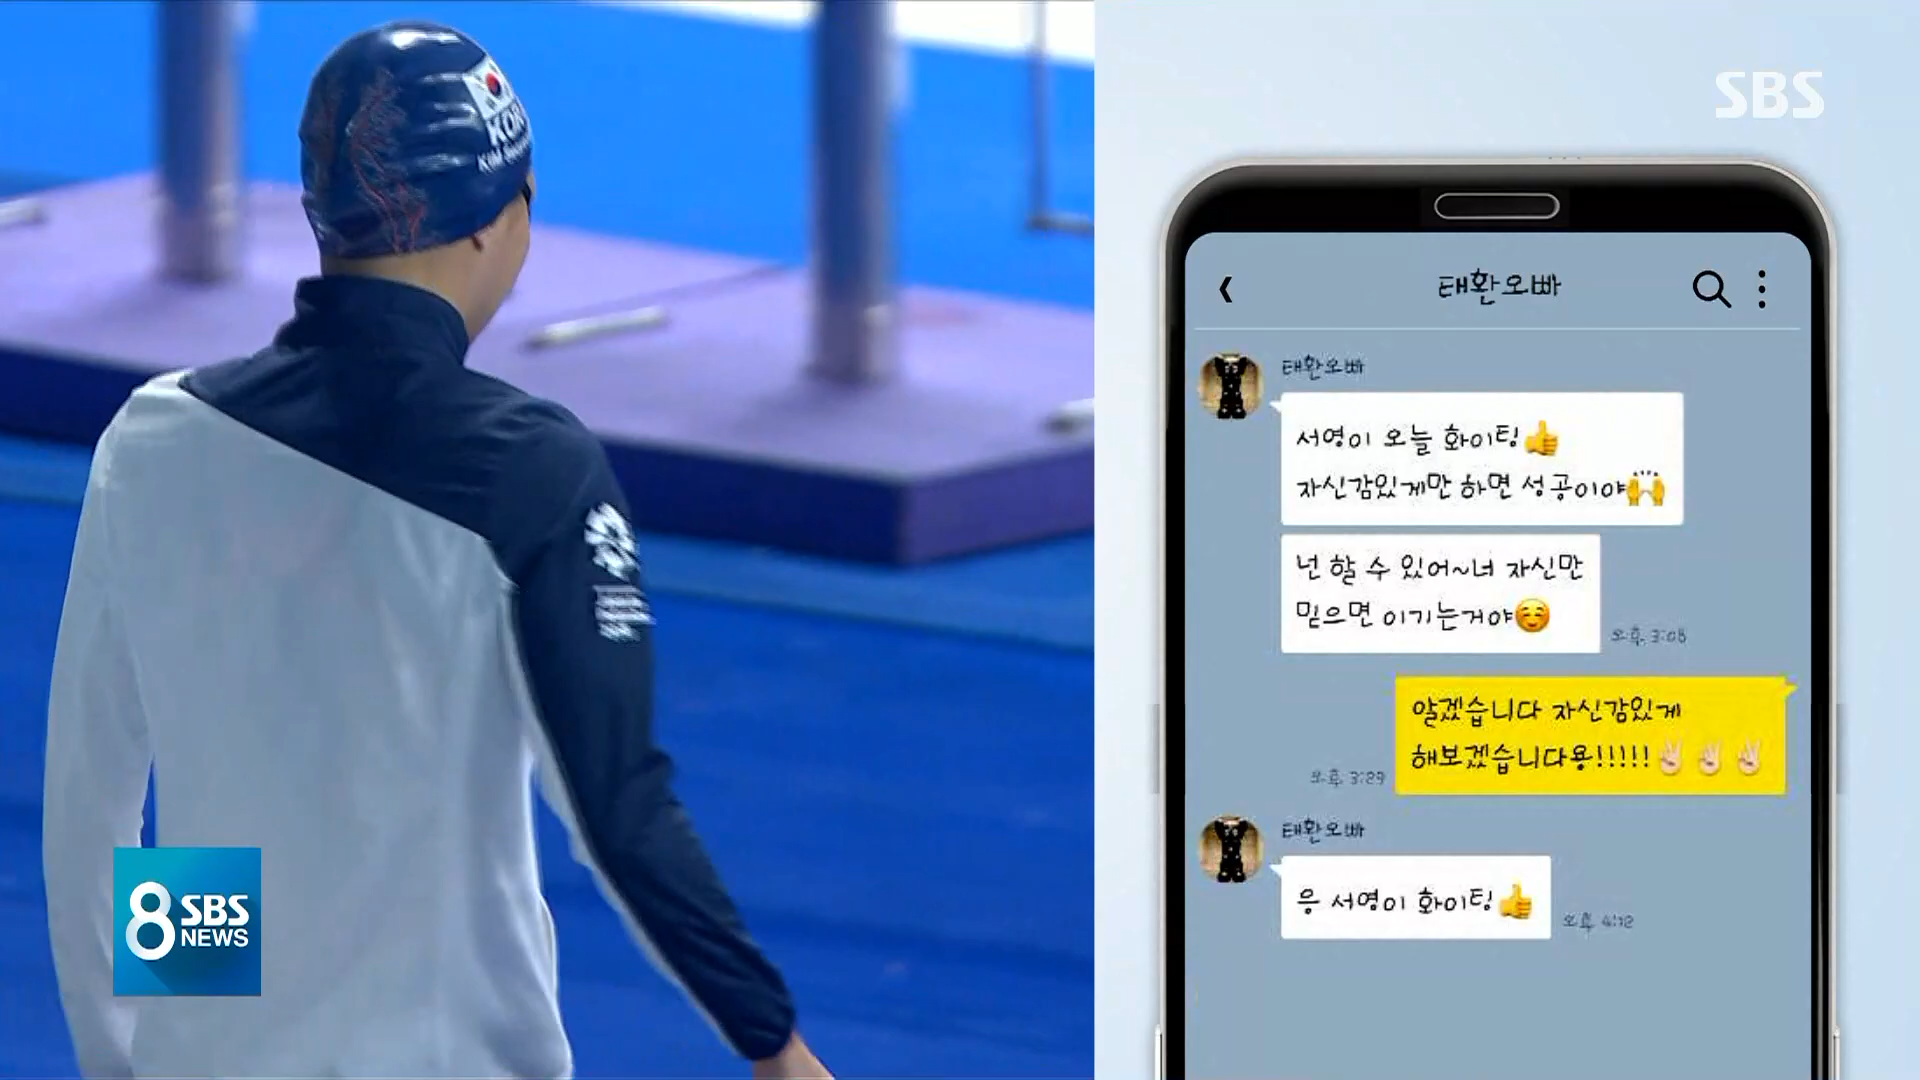 KOR
SBS
8 SBS
NEWS
태환오빠
태환오빠
서영이 오늘 화이팅👍
자신감있게만 하면 성공이야🙌
넌 할 수 있어~너 자신만
믿으면 이기는거야☺️
오후 3:08
알겠습니다 자신감있게
해보겠습니다용!!!!!✌🏻✌🏻✌🏻
오후 3:29
태환오빠
응 서영이 화이팅👍
오후 4:12